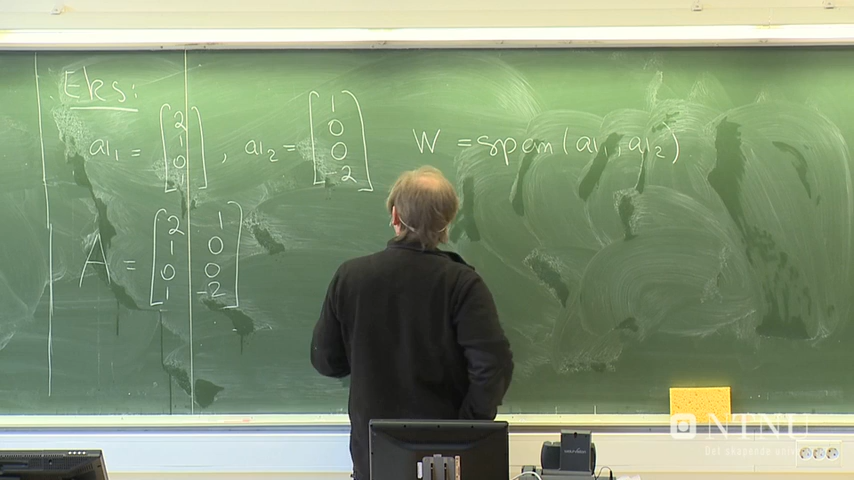 Eks:
a₁ = [2 1 0 1], a₂ = [1 0 0 -2] W = span(a₁, a₂)
A = [2 1
1 0
0 0
1 -2]
NTNU
Det skapende univ